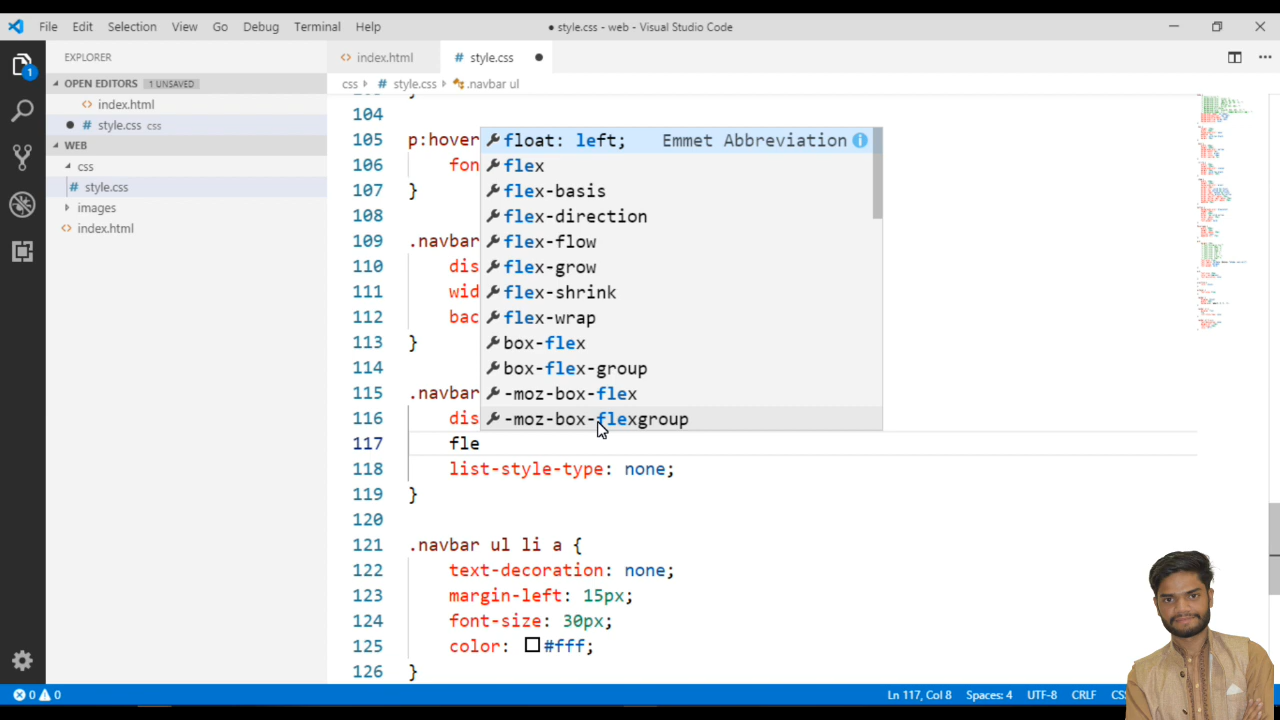 File Edit Selection View Go Debug Terminal Help
● style.css - web - Visual Studio Code
1
EXPLORER
OPEN EDITORS 1 UNSAVED
<> index.html
● # style.css css
WEB
css
# style.css
images
<> index.html
<> index.html # style.css ●
css # style.css .navbar ul
104
105 p:hover
106 fon
107 }
108
109 .navbar
110 dis
111 wid
112 bac
113 }
114
115 .navbar
116 dis
117 fle
118 list-style-type: none;
119 }
120
121 .navbar ul li a {
122 text-decoration: none;
123 margin-left: 15px;
124 font-size: 30px;
125 color: #fff;
126 }
float: left; Emmet Abbreviation
flex
flex-basis
flex-direction
flex-flow
flex-grow
flex-shrink
flex-wrap
box-flex
box-flex-group
-moz-box-flex
-moz-box-flexgroup
0 0
Ln 117, Col 8 Spaces: 4 UTF-8 CRLF